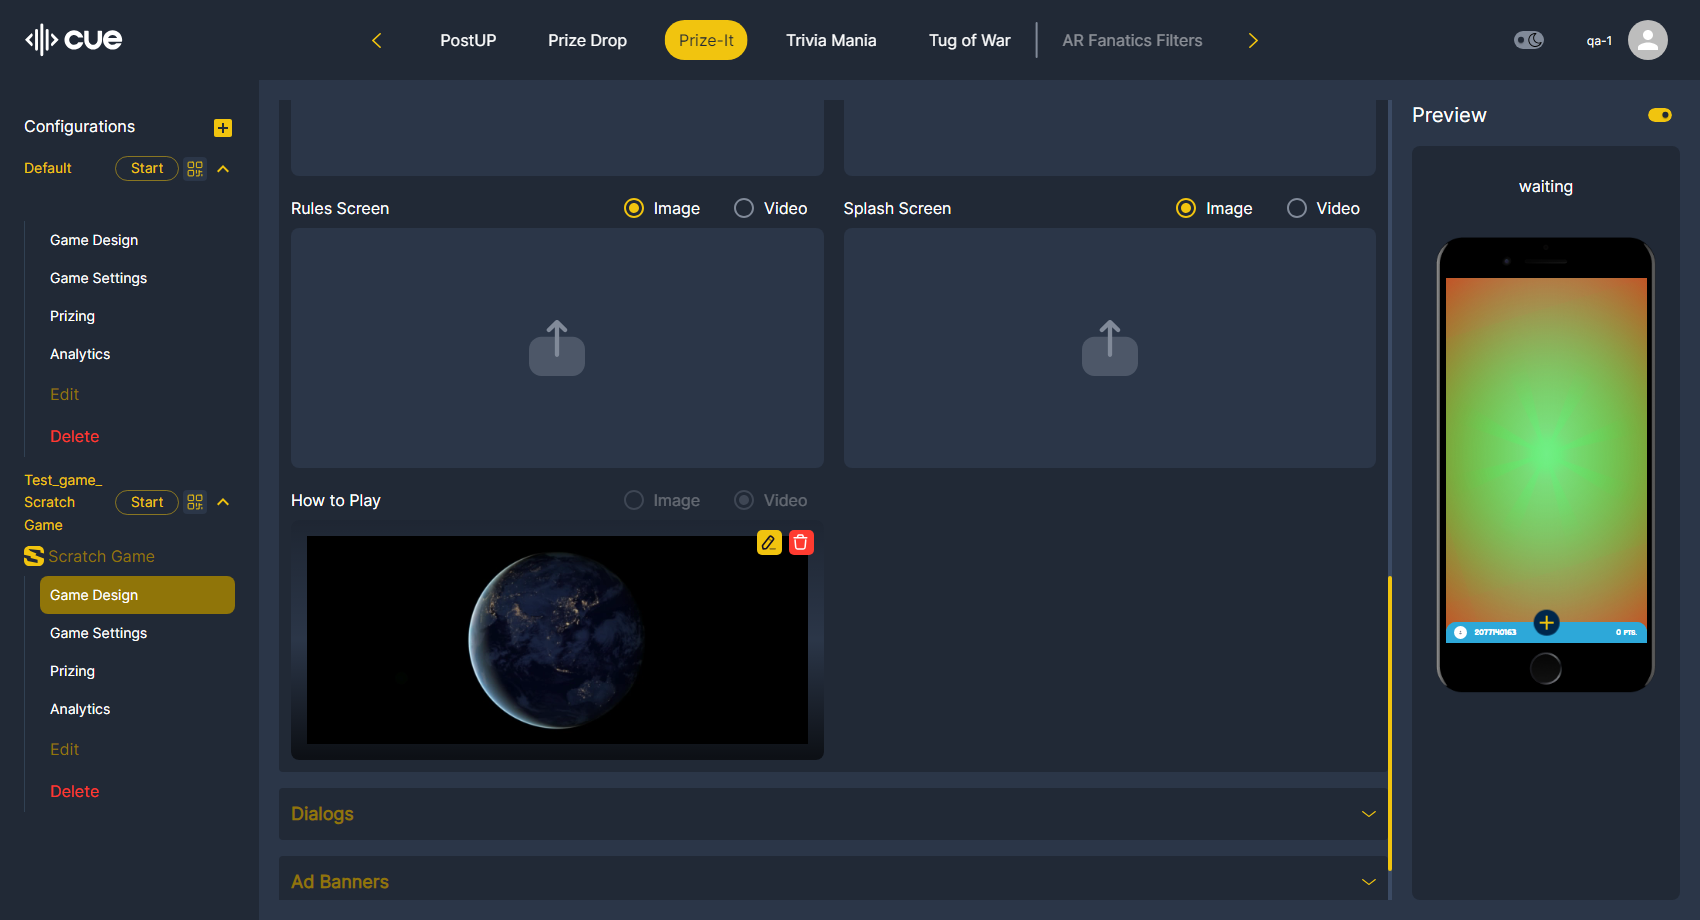 cue
PostUP
Prize Drop
Prize-It
Trivia Mania
Tug of War
AR Fanatics Filters
qa-1
Configurations
Default
Start
Game Design
Game Settings
Prizing
Analytics
Edit
Delete
Test_game_
Scratch
Game
Start
Scratch Game
Game Design
Game Settings
Prizing
Analytics
Edit
Delete
Rules Screen
Image
Video
Splash Screen
Image
Video
How to Play
Image
Video
Dialogs
Ad Banners
Preview
waiting
2077140163
0 PTS.